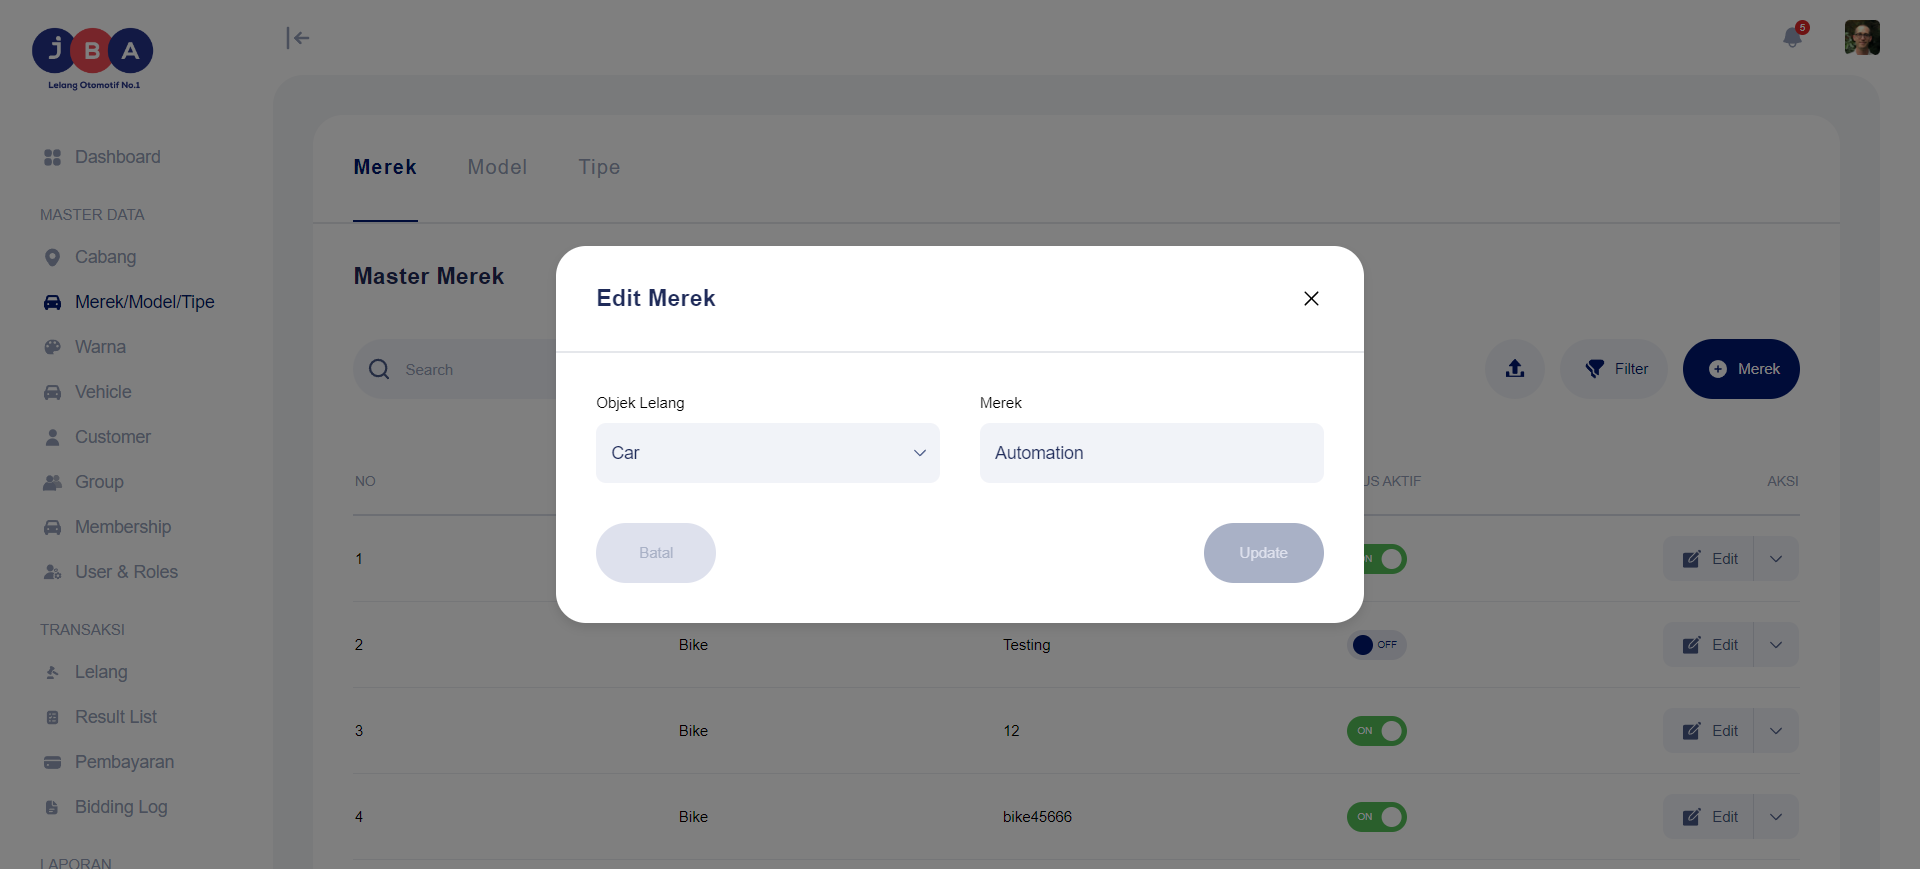 JBA
Lelang Otomotif No.1
5
Dashboard
MASTER DATA
Cabang
Merek/Model/Tipe
Warna
Vehicle
Customer
Group
Membership
User & Roles
TRANSAKSI
Lelang
Result List
Pembayaran
Bidding Log
LAPORAN
Merek Model Tipe
Master Merek
Search
Filter
Merek
NO US AKTIF AKSI
1 ON Edit
2 Bike Testing OFF Edit
3 Bike 12 ON Edit
4 Bike bike45666 ON Edit
Edit Merek
Objek Lelang
Car
Merek
Automation
Batal
Update